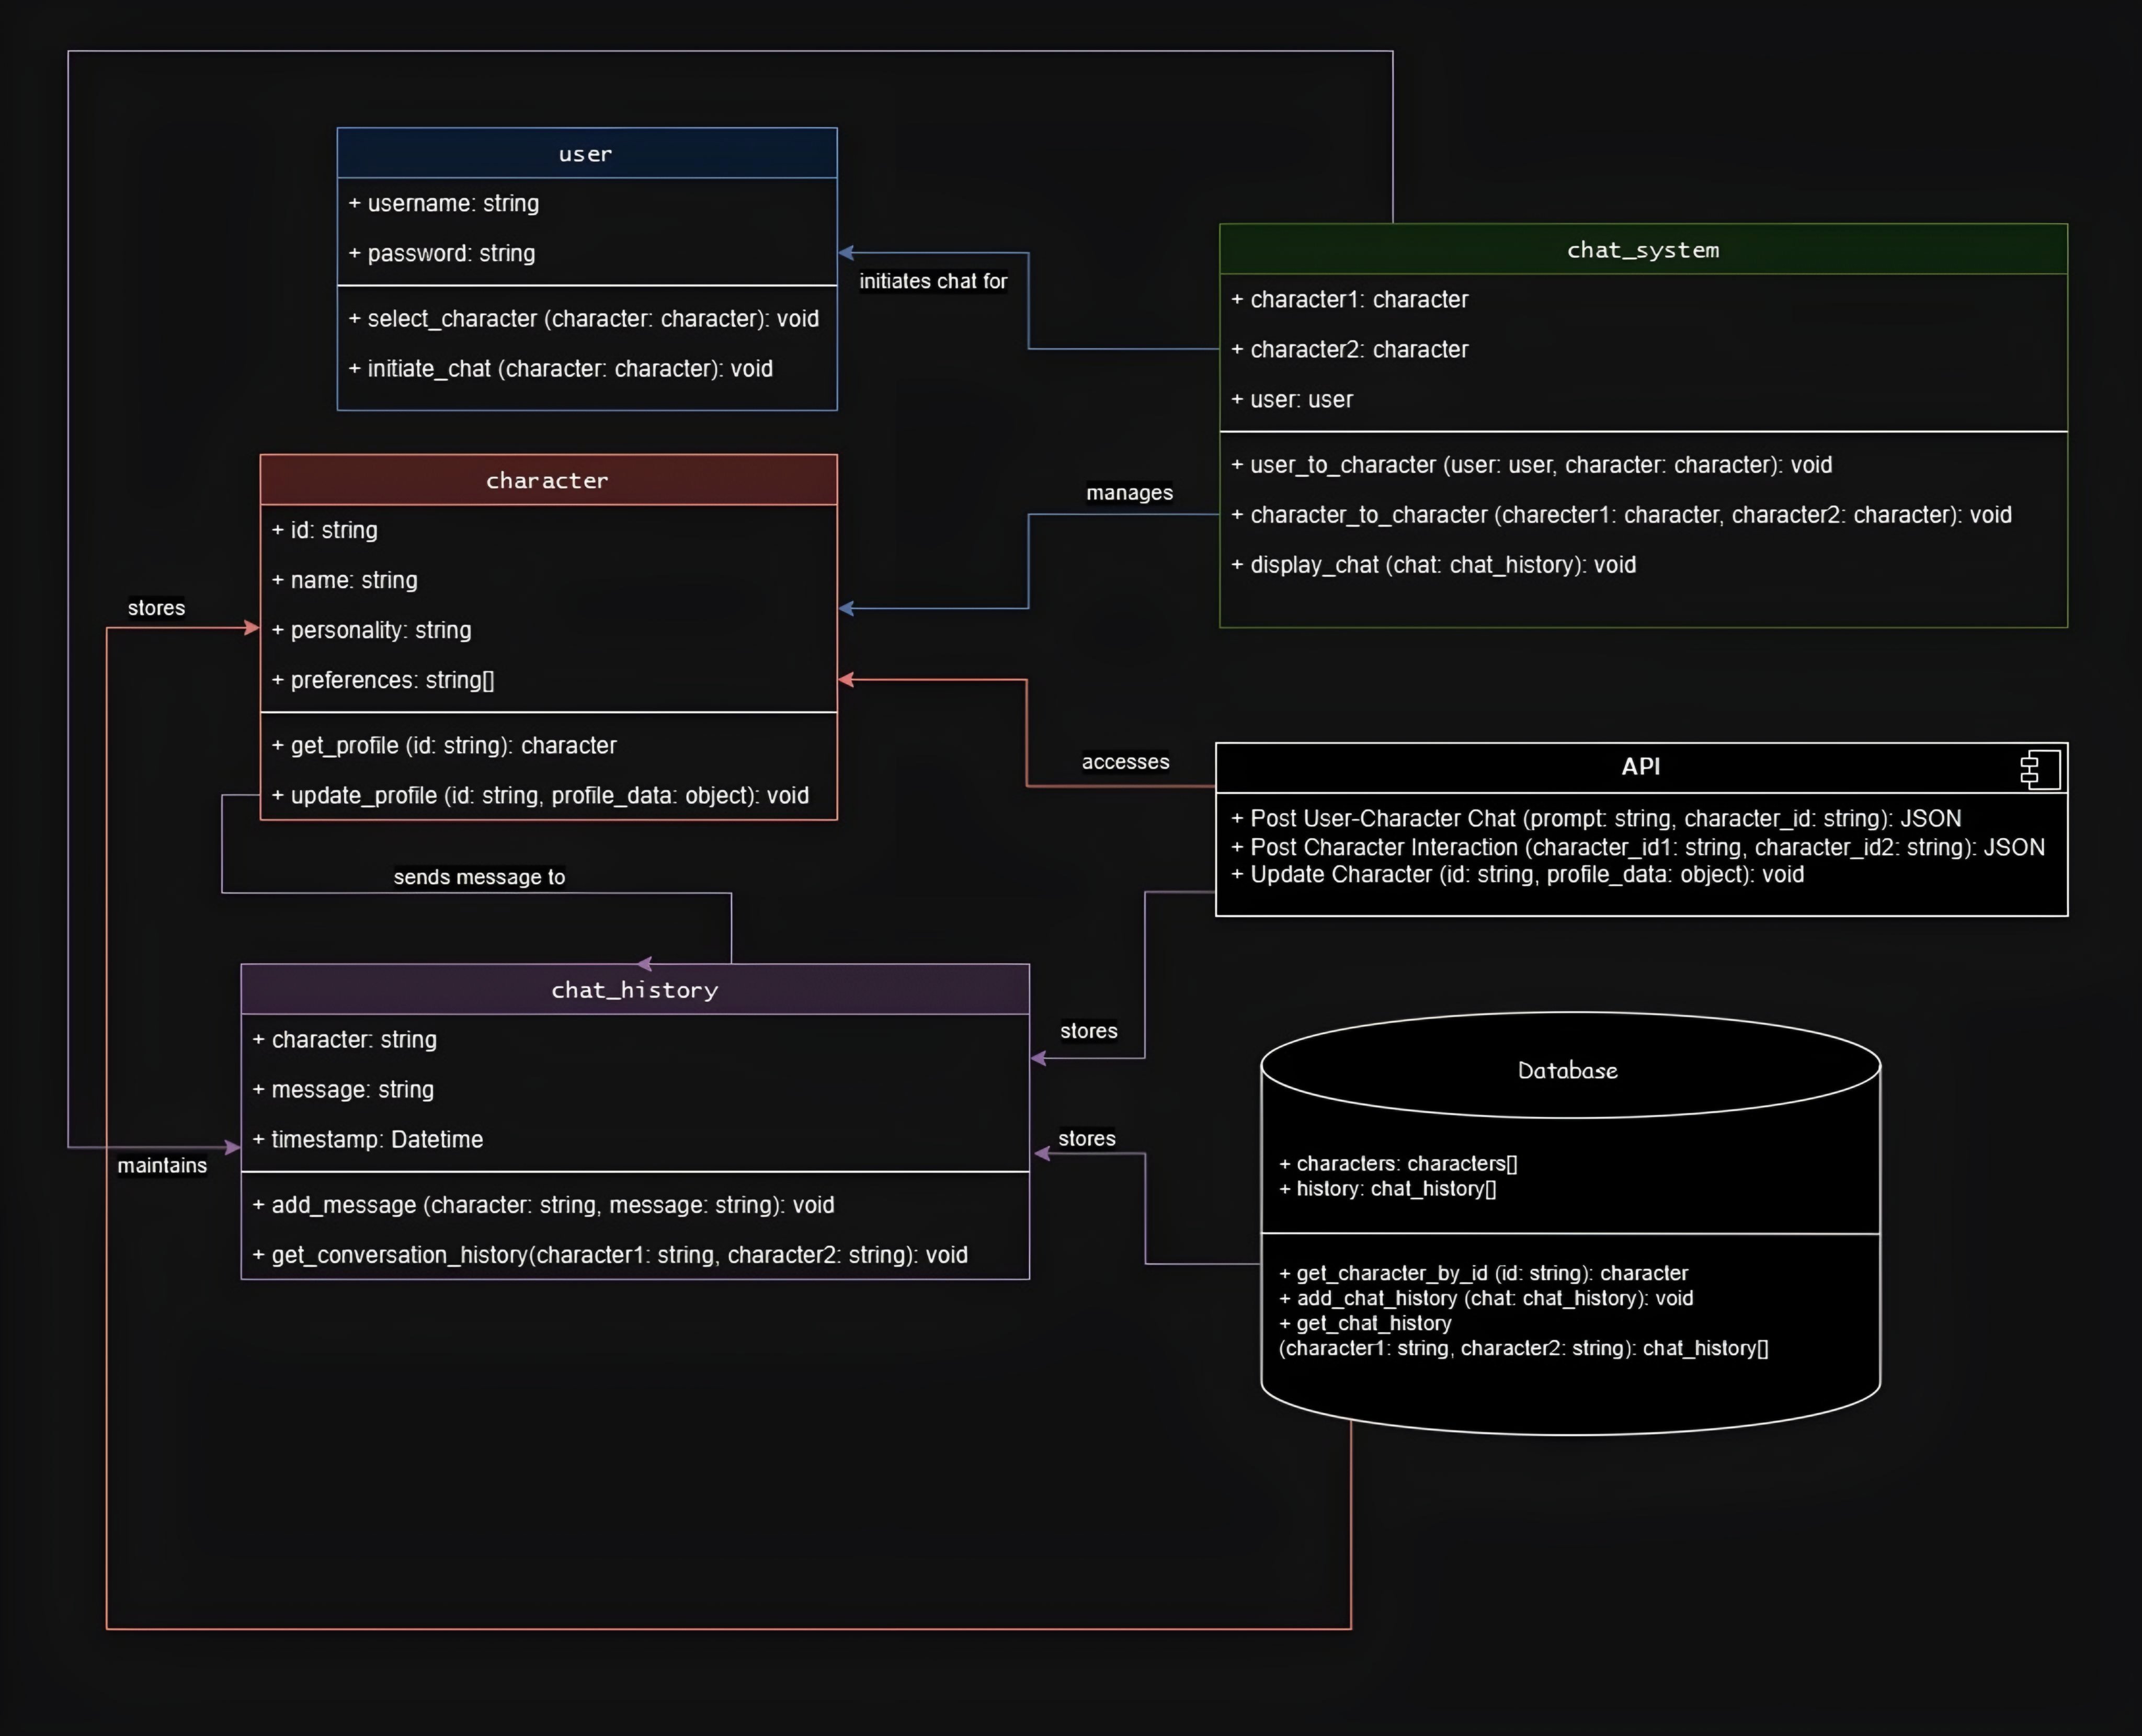 user
+ username: string
+ password: string
+ select_character (character: character): void
+ initiate_chat (character: character): void
initiates chat for
chat_system
+ character1: character
+ character2: character
+ user: user
+ user_to_character (user: user, character: character): void
+ character_to_character (charecter1: character, character2: character): void
+ display_chat (chat: chat_history): void
manages
character
+ id: string
+ name: string
+ personality: string
+ preferences: string[]
+ get_profile (id: string): character
+ update_profile (id: string, profile_data: object): void
stores
accesses
API
+ Post User-Character Chat (prompt: string, character_id: string): JSON
+ Post Character Interaction (character_id1: string, character_id2: string): JSON
+ Update Character (id: string, profile_data: object): void
sends message to
chat_history
+ character: string
+ message: string
+ timestamp: Datetime
+ add_message (character: string, message: string): void
+ get_conversation_history(character1: string, character2: string): void
stores
stores
maintains
Database
+ characters: characters[]
+ history: chat_history[]
+ get_character_by_id (id: string): character
+ add_chat_history (chat: chat_history): void
+ get_chat_history
(character1: string, character2: string): chat_history[]